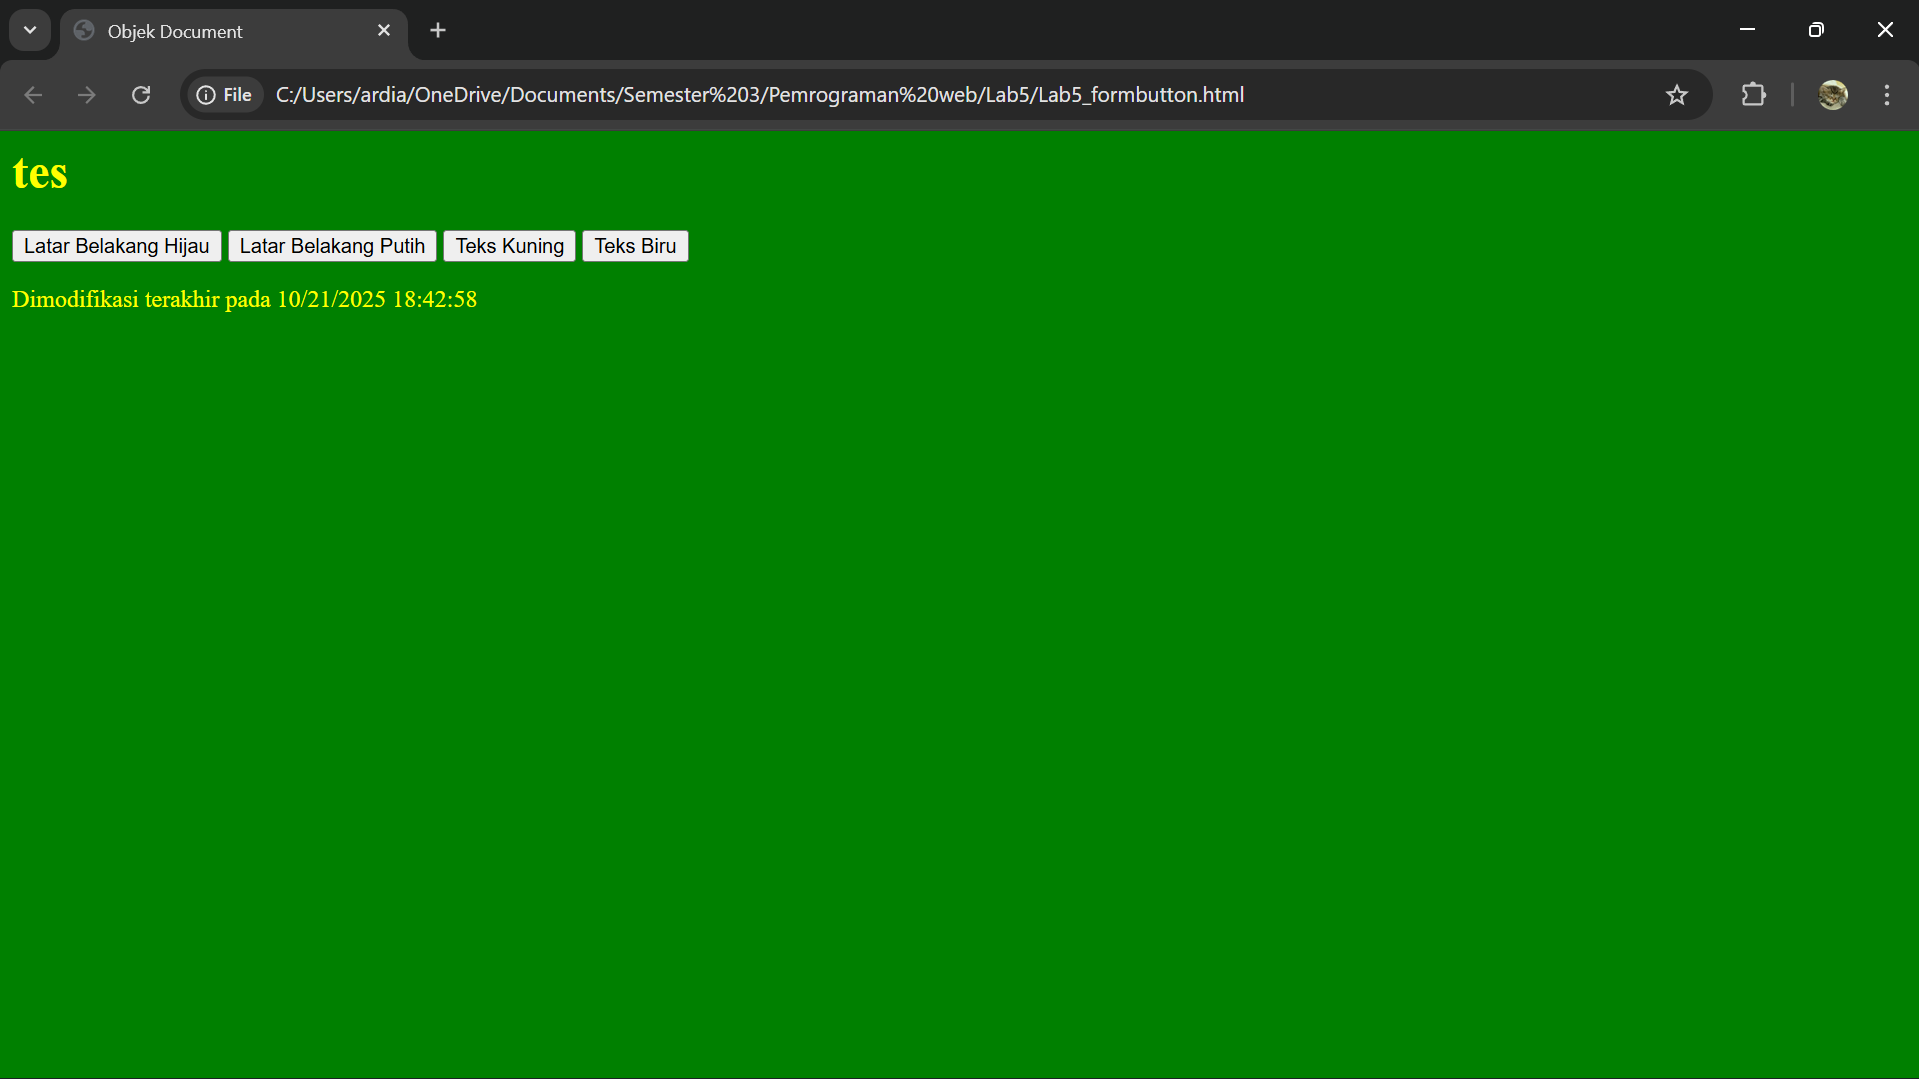 Objek Document
File
C:/Users/ardia/OneDrive/Documents/Semester%203/Pemrograman%20web/Lab5/Lab5_formbutton.html
tes
Latar Belakang Hijau Latar Belakang Putih Teks Kuning Teks Biru
Dimodifikasi terakhir pada 10/21/2025 18:42:58